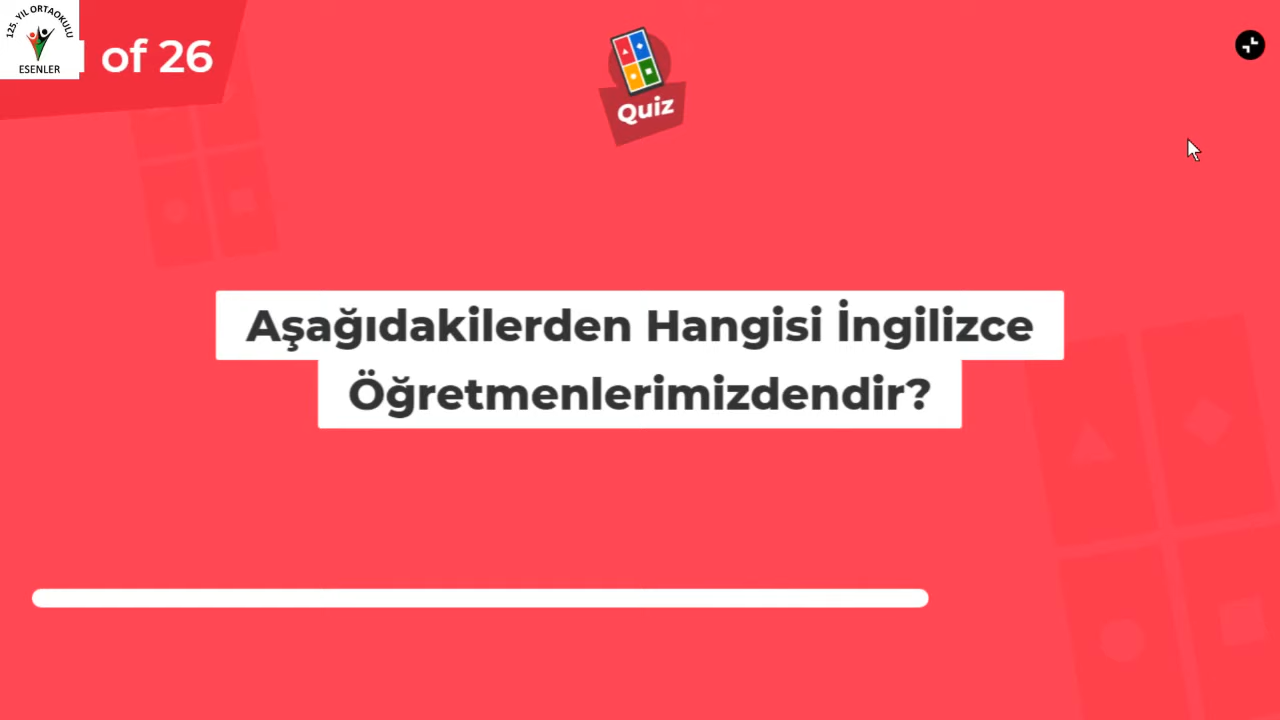 125. YIL ORTAOKULU
ESENLER
of 26
Quiz
Aşağıdakilerden Hangisi İngilizce
Öğretmenlerimizdendir?